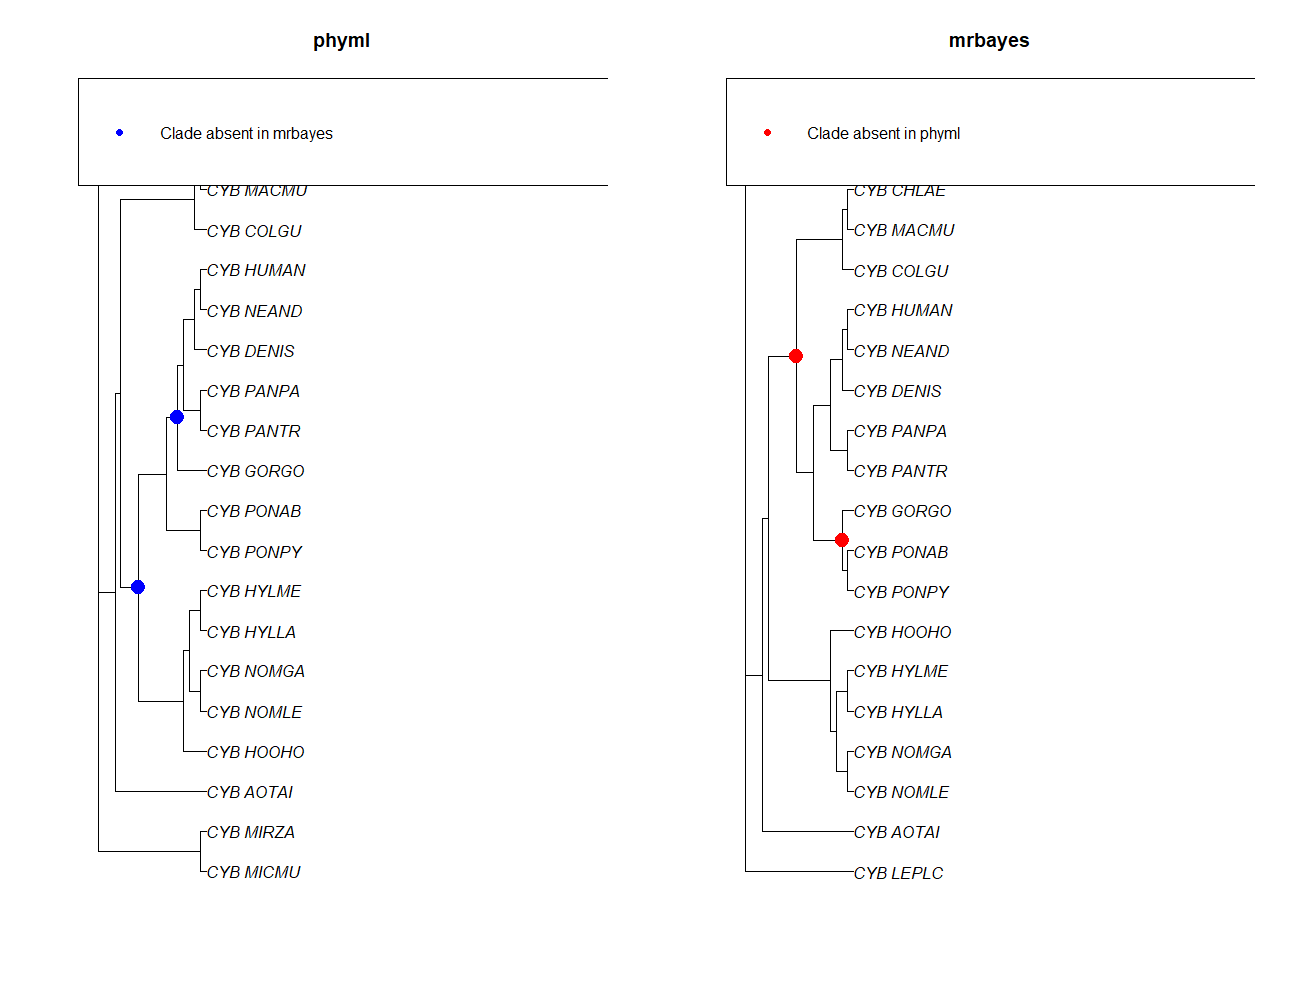 phyml
Clade absent in mrbayes
CYB MACMU
CYB COLGU
CYB HUMAN
CYB NEAND
CYB DENIS
CYB PANPA
CYB PANTR
CYB GORGO
CYB PONAB
CYB PONPY
CYB HYLME
CYB HYLLA
CYB NOMGA
CYB NOMLE
CYB HOOHO
CYB AOTAI
CYB MIRZA
CYB MICMU
mrbayes
Clade absent in phyml
CYB CHLAE
CYB MACMU
CYB COLGU
CYB HUMAN
CYB NEAND
CYB DENIS
CYB PANPA
CYB PANTR
CYB GORGO
CYB PONAB
CYB PONPY
CYB HOOHO
CYB HYLME
CYB HYLLA
CYB NOMGA
CYB NOMLE
CYB AOTAI
CYB LEPLC